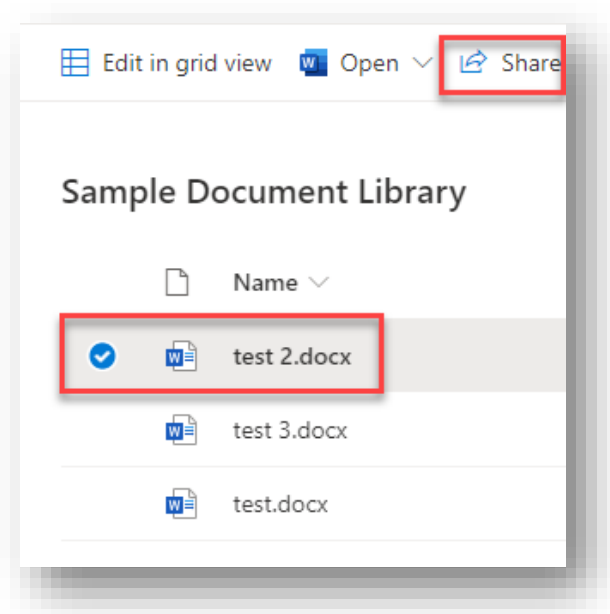 Edit in grid view Open Share
Sample Document Library
Name
test 2.docx
test 3.docx
test.docx